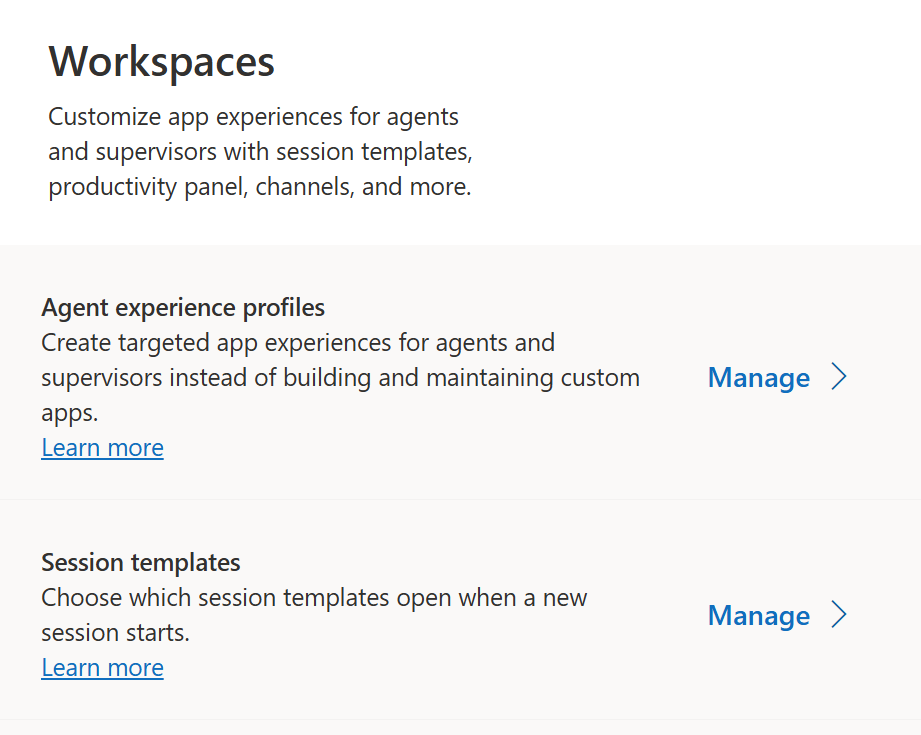 Workspaces
Customize app experiences for agents
and supervisors with session templates,
productivity panel, channels, and more.
Agent experience profiles
Create targeted app experiences for agents and
supervisors instead of building and maintaining custom
apps.
Learn more
Manage
Session templates
Choose which session templates open when a new
session starts.
Learn more
Manage